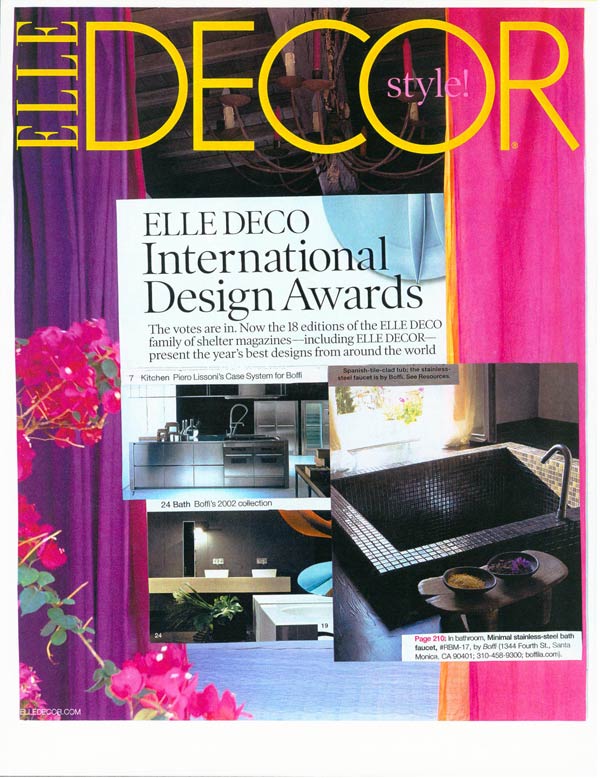 ELLE DECOR
style!
ELLE DECO
International
Design Awards
The votes are in. Now the 18 editions of the ELLE DECO
family of shelter magazines—including ELLE DECOR—
present the year's best designs from around the world
7 Kitchen Piero Lissoni's Case System for Boffi
Spanish-tile-clad tub; the stainless-
steel faucet is by Boffi. See Resources.
24 Bath Boffi's 2002 collection
24
19
Page 210: In bathroom, Minimal stainless-steel bath
faucet, #RBM-17, by Boffi (1344 Fourth St., Santa
Monica, CA 90401; 310-458-9300; boffila.com).
ELLEDECOR.COM